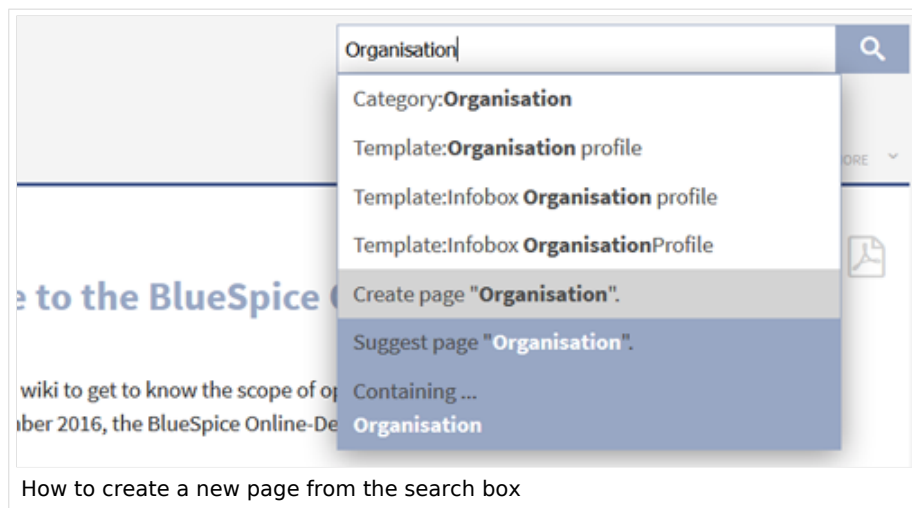 Organisation
Category:Organisation
Template:Organisation profile
ORE
Template:Infobox Organisation profile
Template:Infobox OrganisationProfile
e to the BlueSpice
Create page "Organisation".
Suggest page "Organisation".
wiki to get to know the scope of op
Containing ...
ber 2016, the BlueSpice Online-De
Organisation
How to create a new page from the search box